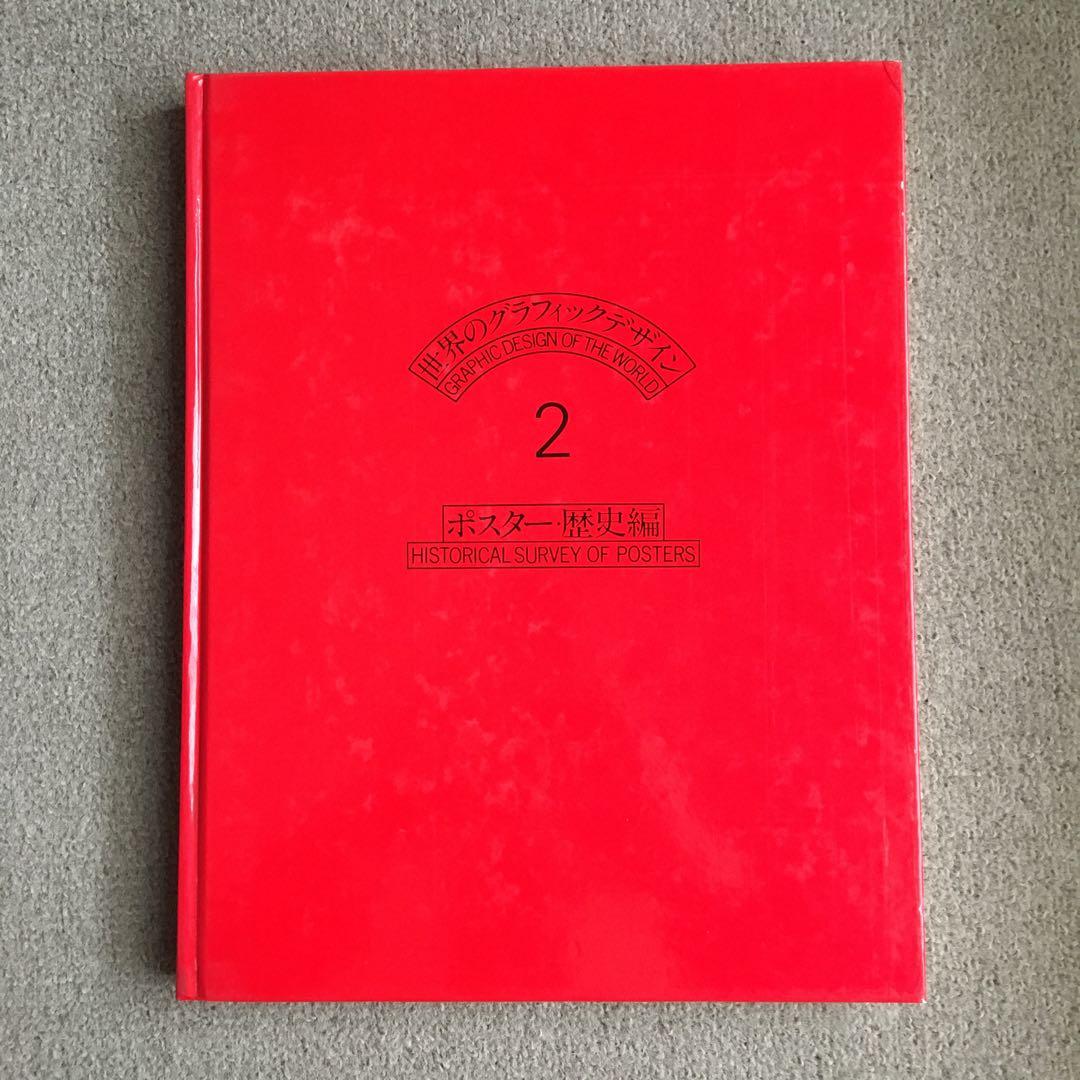 世界のグラフィックデザイン
GRAPHIC DESIGN OF THE WORLD
2
ポスター·歴史編
HISTORICAL SURVEY OF POSTERS